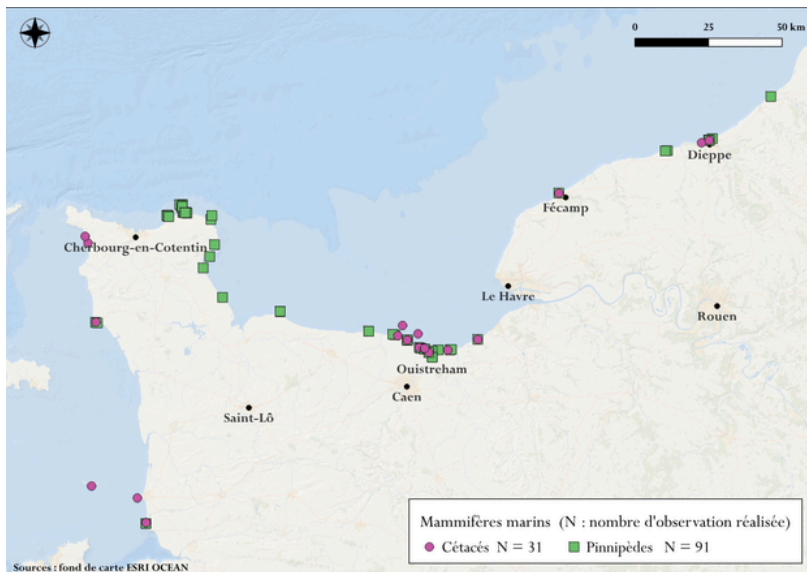 0 25 50 km
Dieppe
Fécamp
Cherbourg-en-Cotentin
Le Havre
Rouen
Ouistreham
Caen
Saint-Lô
Mammifères marins (N : nombre d'observation réalisée)
Cétacés N = 31 Pinnipèdes N = 91
Sources : fond de carte ESRI OCEAN